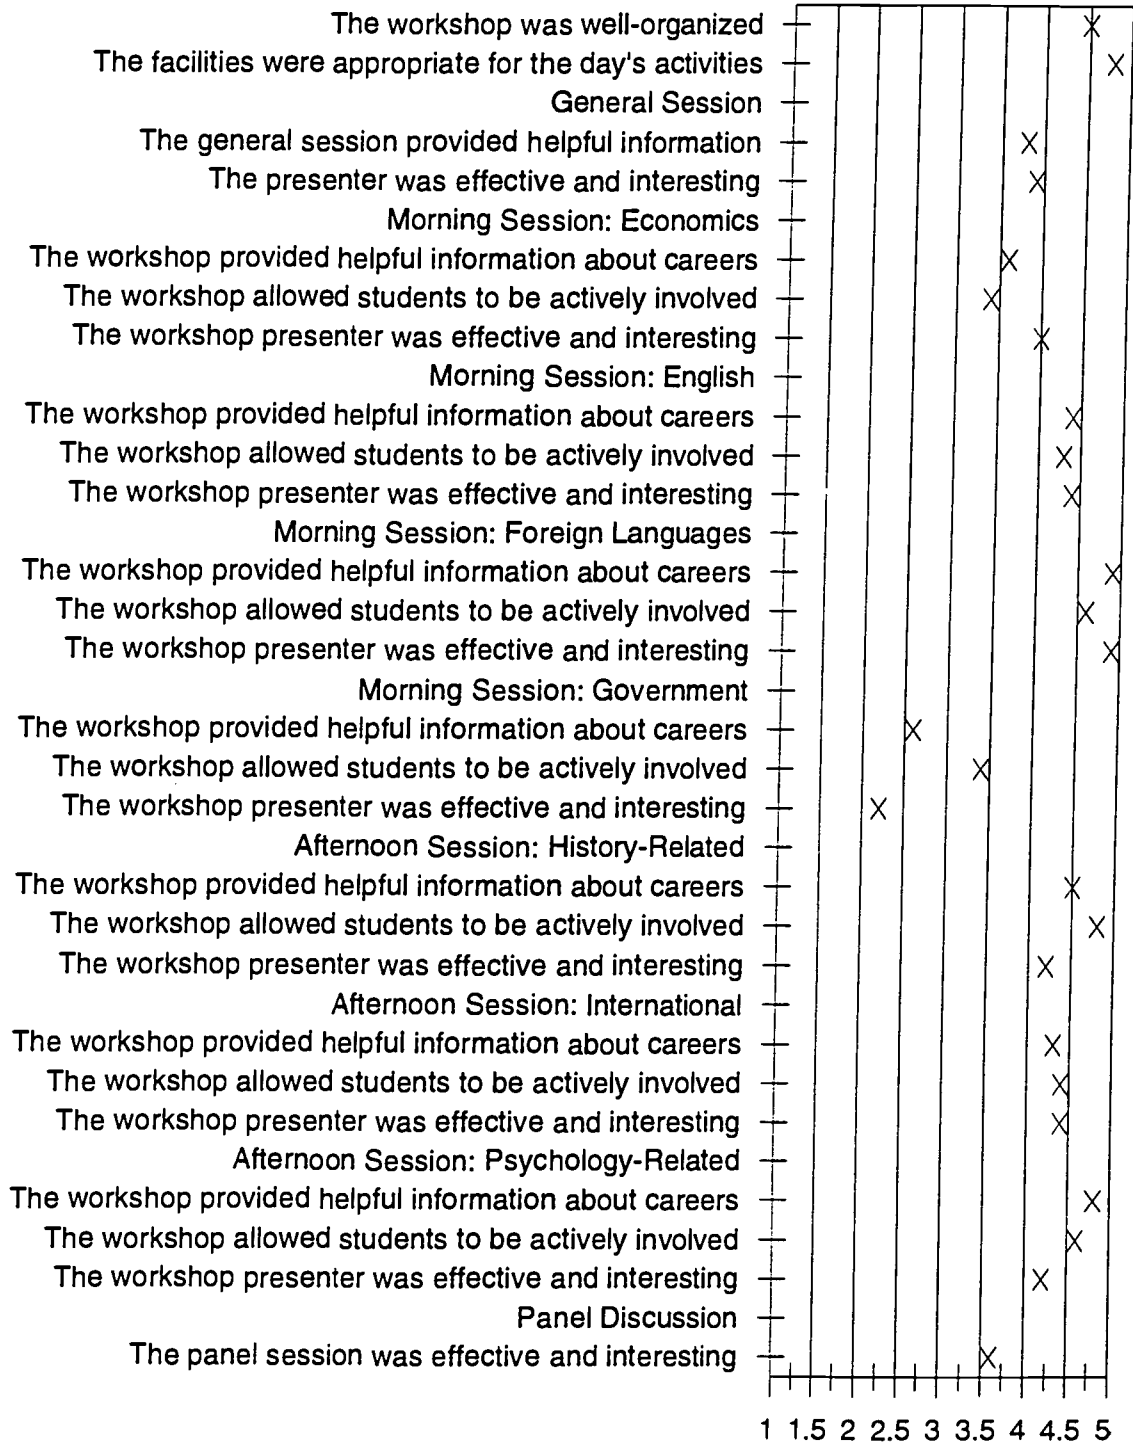 The workshop was well-organized
The facilities were appropriate for the day's activities
General Session
The general session provided helpful information
The presenter was effective and interesting
Morning Session: Economics
The workshop provided helpful information about careers
The workshop allowed students to be actively involved
The workshop presenter was effective and interesting
Morning Session: English
The workshop provided helpful information about careers
The workshop allowed students to be actively involved
The workshop presenter was effective and interesting
Morning Session: Foreign Languages
The workshop provided helpful information about careers
The workshop allowed students to be actively involved
The workshop presenter was effective and interesting
Morning Session: Government
The workshop provided helpful information about careers
The workshop allowed students to be actively involved
The workshop presenter was effective and interesting
Afternoon Session: History-Related
The workshop provided helpful information about careers
The workshop allowed students to be actively involved
The workshop presenter was effective and interesting
Afternoon Session: International
The workshop provided helpful information about careers
The workshop allowed students to be actively involved
The workshop presenter was effective and interesting
Afternoon Session: Psychology-Related
The workshop provided helpful information about careers
The workshop allowed students to be actively involved
The workshop presenter was effective and interesting
Panel Discussion
The panel session was effective and interesting
1 1.5 2 2.5 3 3.5 4 4.5 5